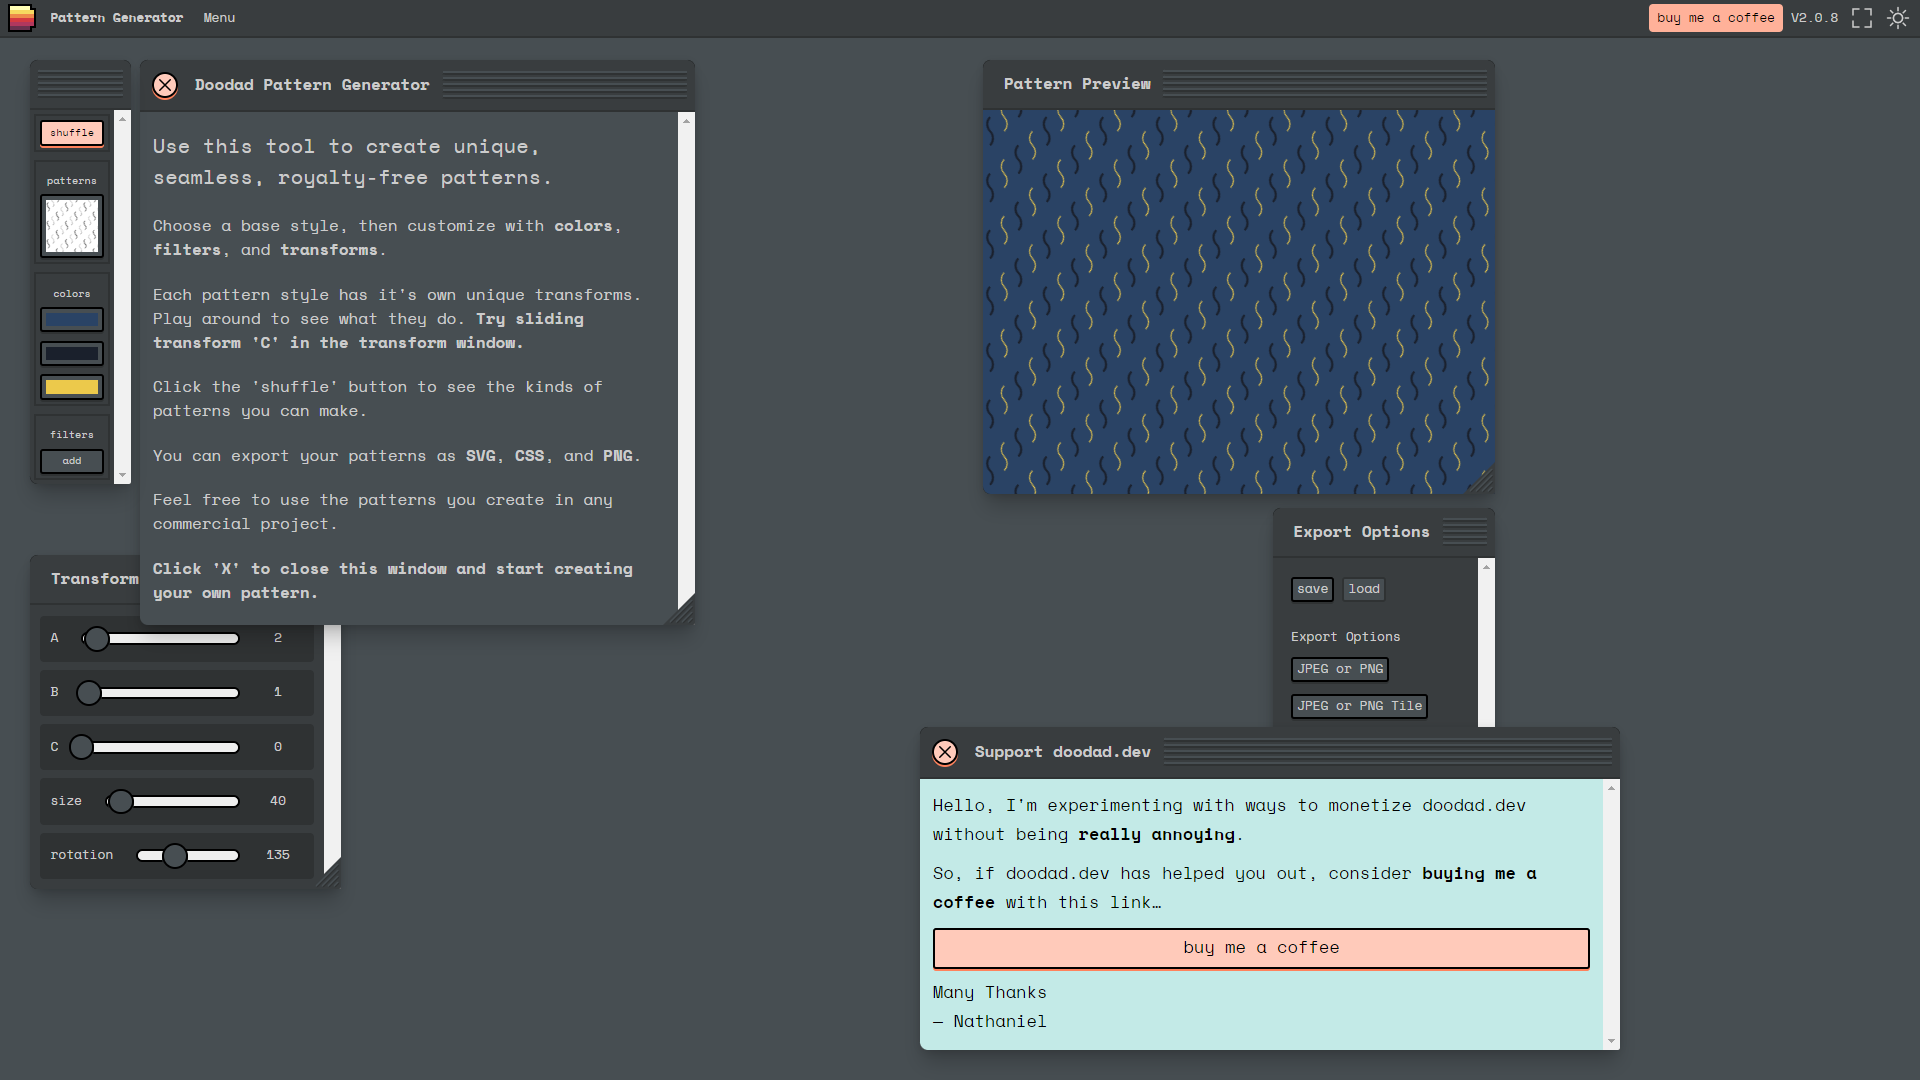 Pattern Generator Menu
buy me a coffee V2.0.8
shuffle
patterns
colors
filters
add
Doodad Pattern Generator
Use this tool to create unique,
seamless, royalty-free patterns.
Choose a base style, then customize with colors,
filters, and transforms.
Each pattern style has it's own unique transforms.
Play around to see what they do. Try sliding
transform 'C' in the transform window.
Click the 'shuffle' button to see the kinds of
patterns you can make.
You can export your patterns as SVG, CSS, and PNG.
Feel free to use the patterns you create in any
commercial project.
Click 'X' to close this window and start creating
your own pattern.
Transform
A 2
B 1
C 0
size 40
rotation 135
Pattern Preview
Export Options
save load
Export Options
JPEG or PNG
JPEG or PNG Tile
Support doodad.dev
Hello, I'm experimenting with ways to monetize doodad.dev
without being really annoying.
So, if doodad.dev has helped you out, consider buying me a
coffee with this link…
buy me a coffee
Many Thanks
— Nathaniel